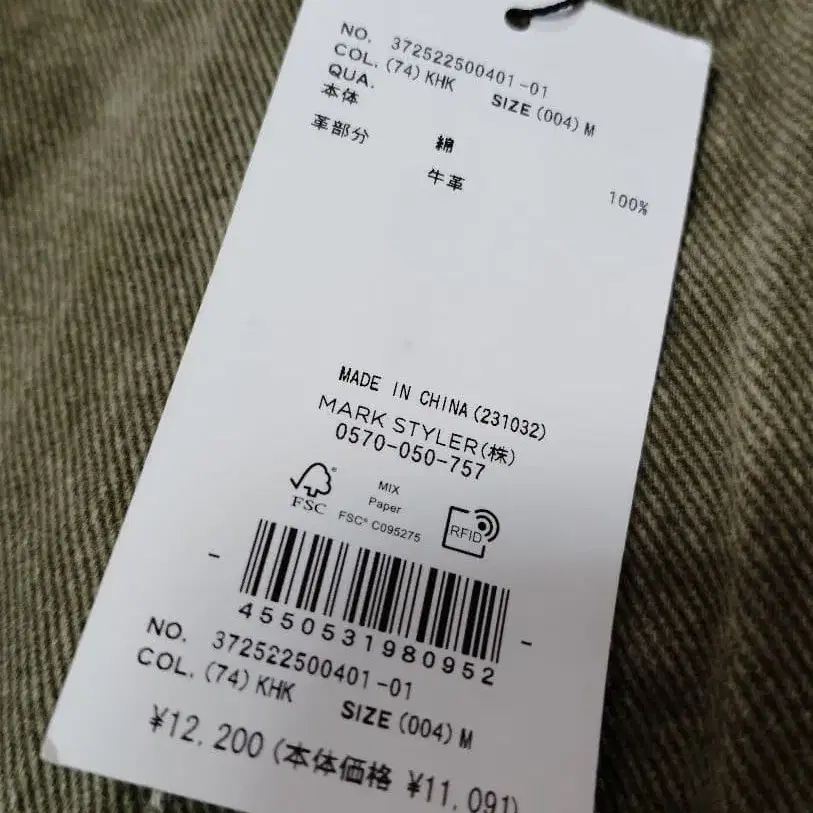 NO. 372522500401-01
COL. (74) KHK SIZE (004) M
QUA.
本体 綿 100%
革部分 牛革
MADE IN CHINA (231032)
MARK STYLER(株)
0570-050-757
FSC
MIX
Paper
FSC® C095275
RFID
4550531980952
NO. 372522500401-01
COL. (74) KHK SIZE (004) M
¥12,200 (本体価格 ¥11,091)